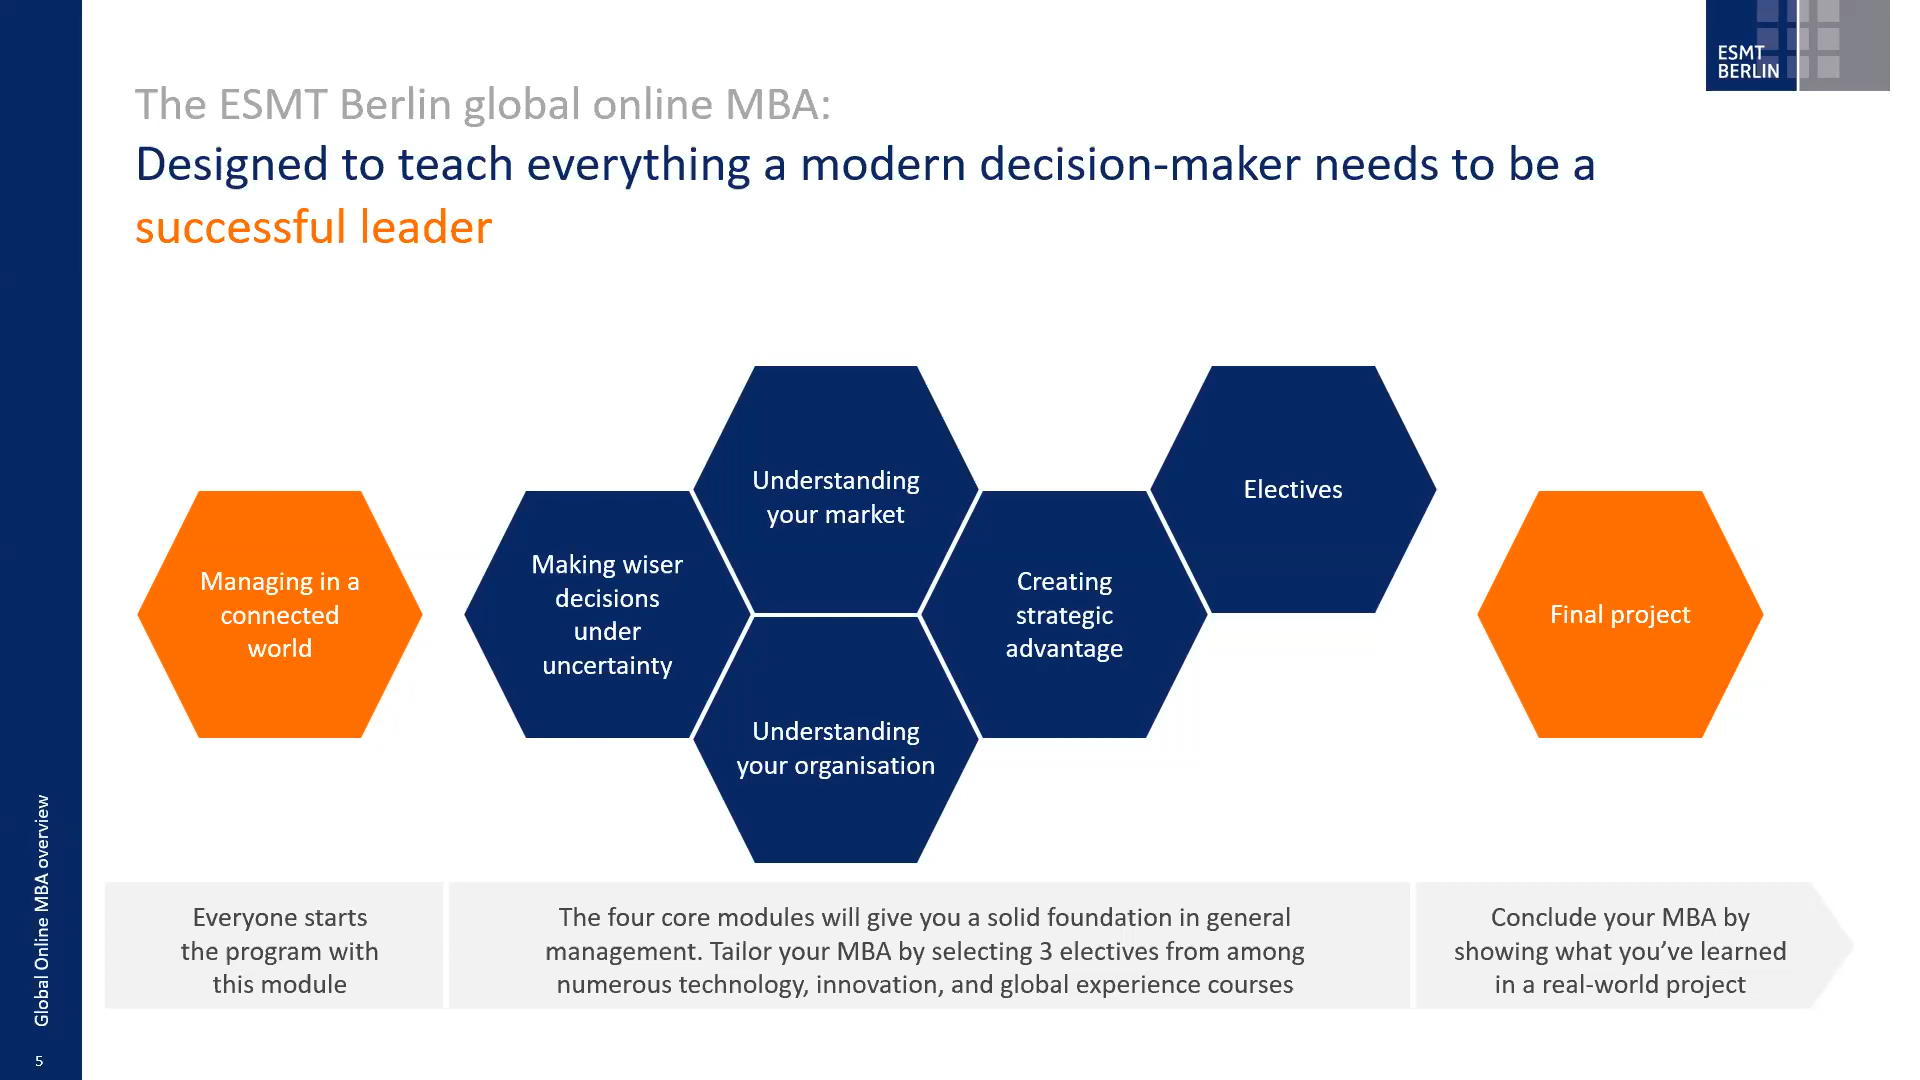 ESMT
BERLIN
The ESMT Berlin global online MBA:
Designed to teach everything a modern decision-maker needs to be a
successful leader
Managing in a
connected
world
Making wiser
decisions
under
uncertainty
Understanding
your market
Understanding
your organisation
Creating
strategic
advantage
Electives
Final project
Everyone starts
the program with
this module
The four core modules will give you a solid foundation in general
management. Tailor your MBA by selecting 3 electives from among
numerous technology, innovation, and global experience courses
Conclude your MBA by
showing what you’ve learned
in a real-world project
Global Online MBA overview
5